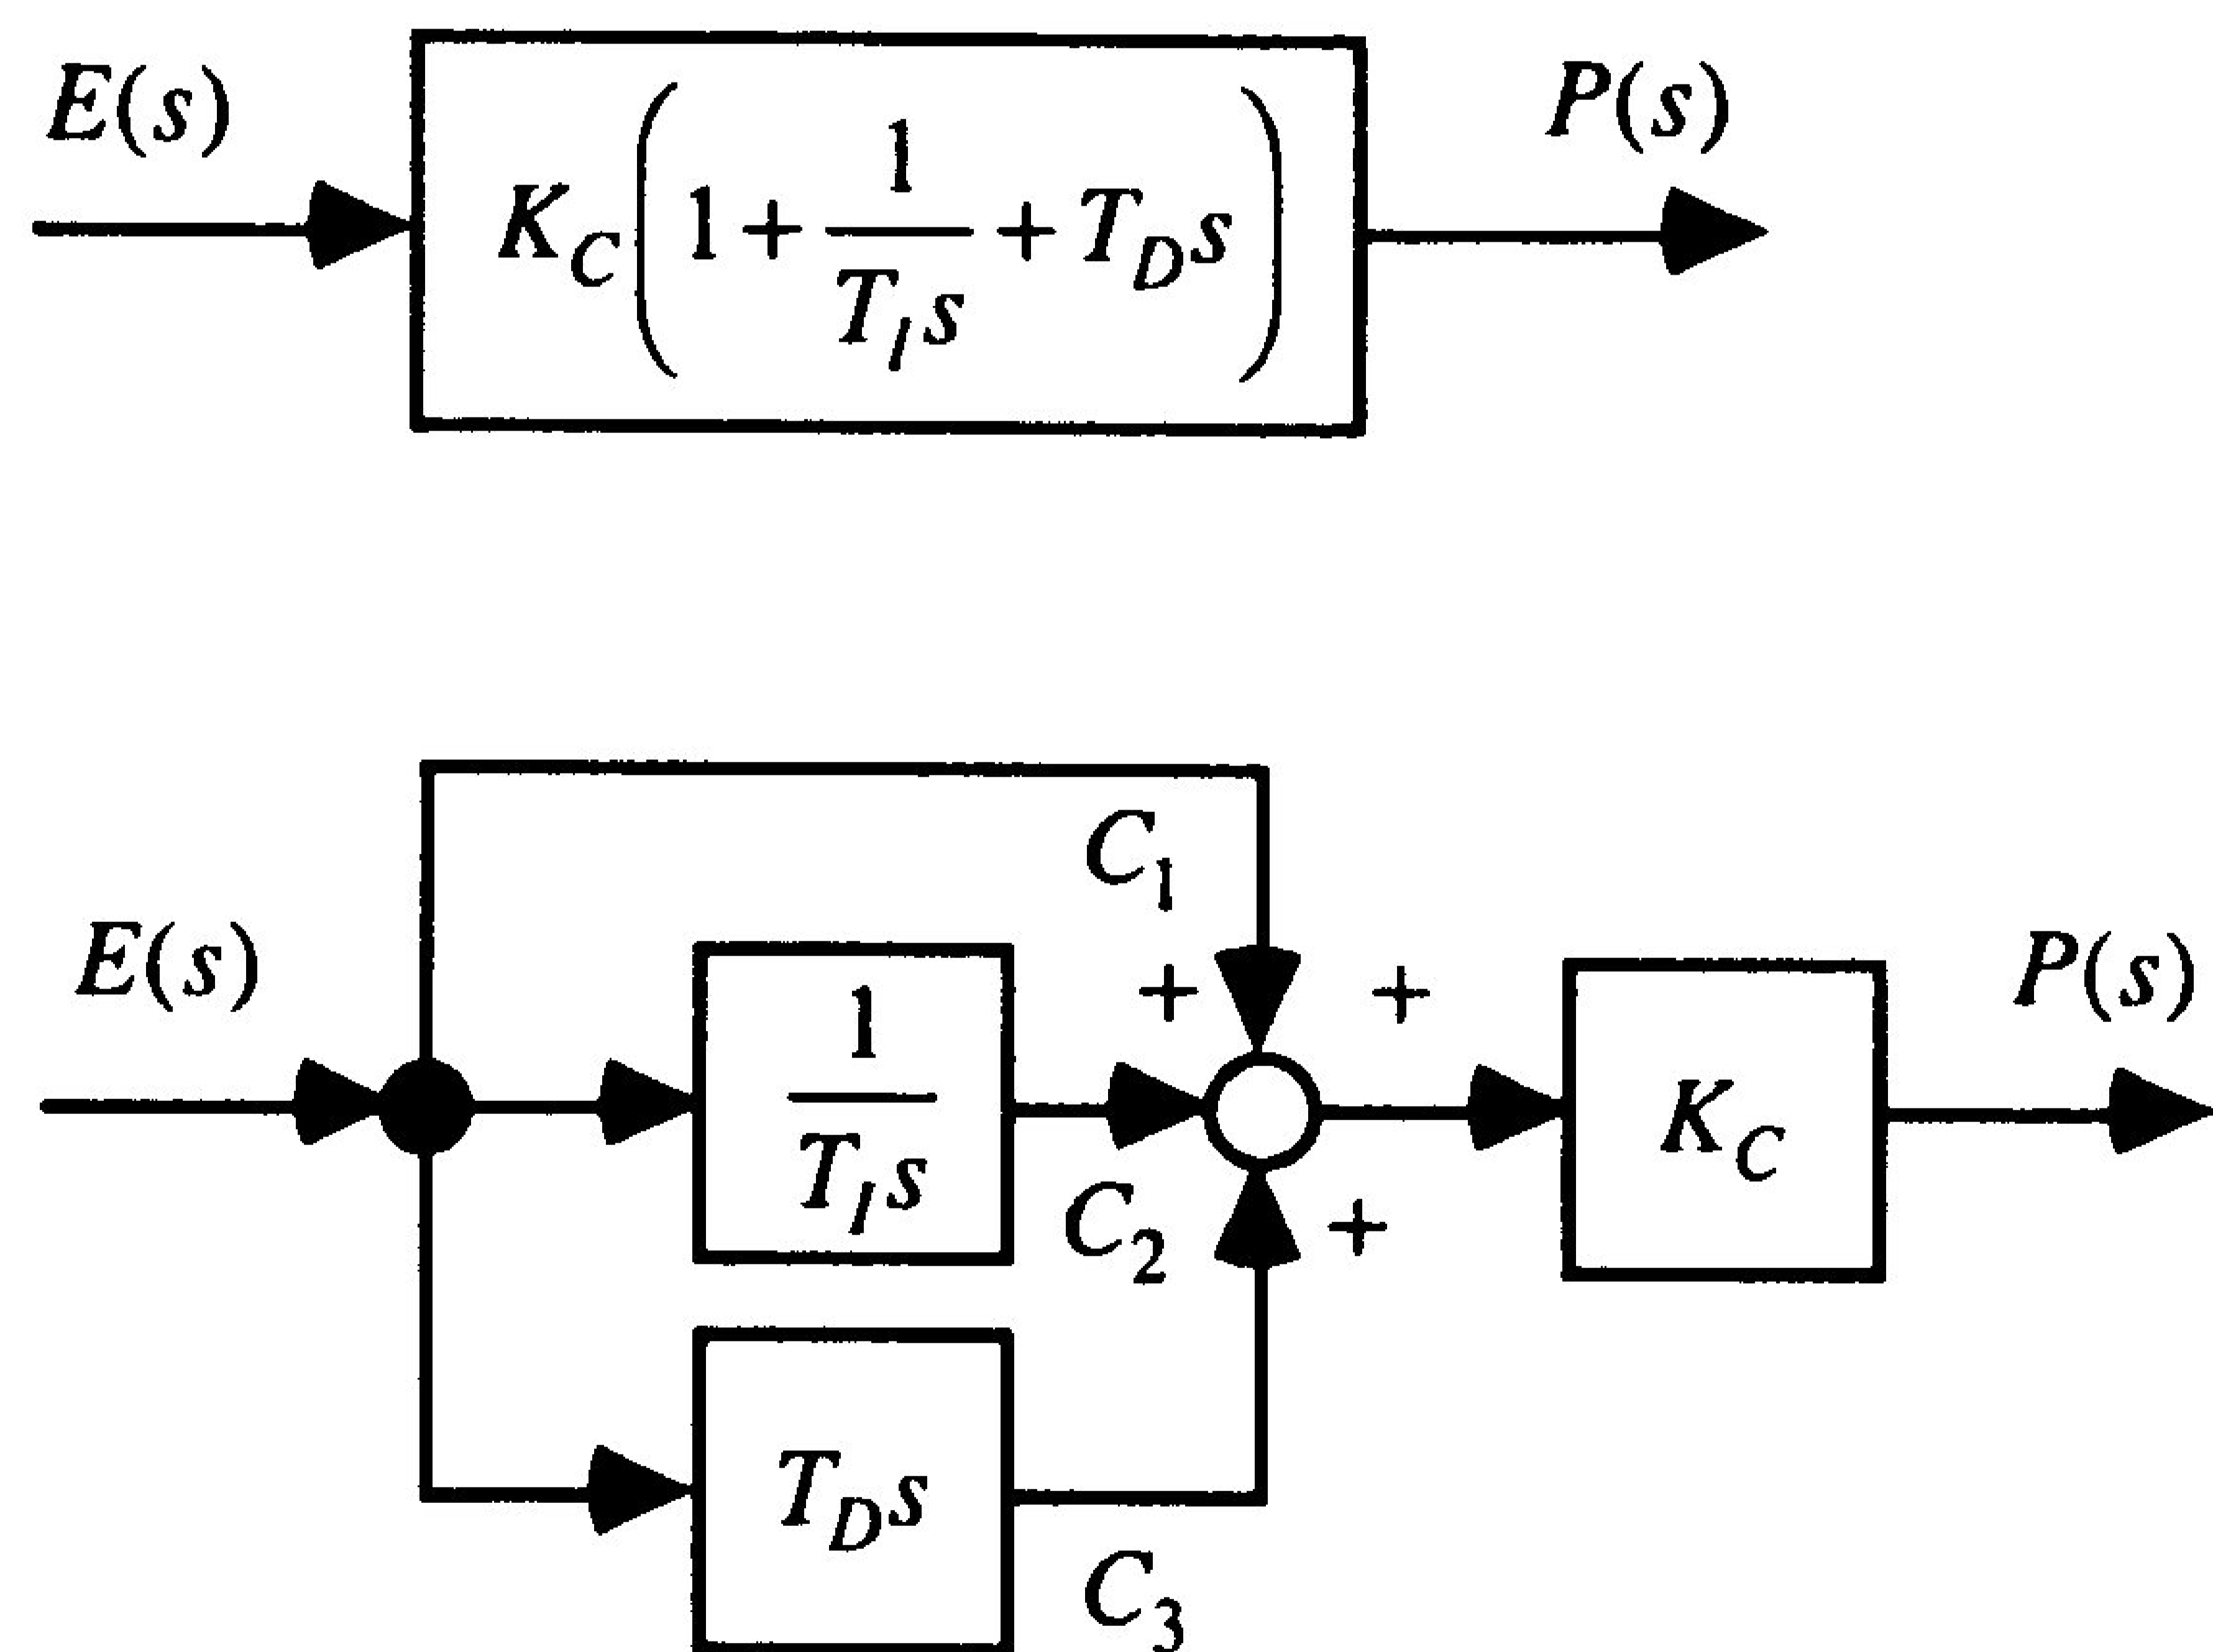 E(s) K_C(1 + 1/(T_I s) + T_D s) P(s)
C_1
E(s) 1/(T_I s) + + K_C P(s)
C_2 +
T_D s
C_3